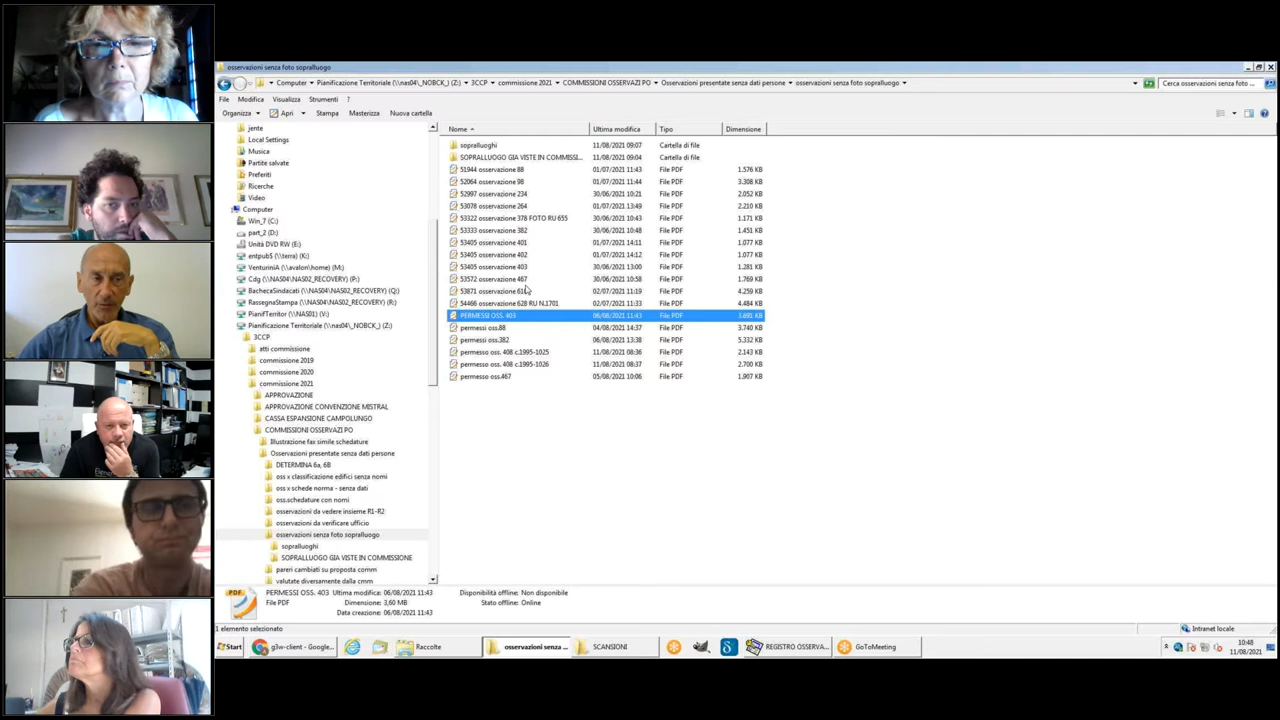 osservazioni senza foto sopralluogo
Computer Pianificazione Territoriale (\\nas04\_NOBCK_) (Z:) 3CCP commissione 2021 COMMISSIONI OSSERVAZI PO Osservazioni presentate senza dati persone osservazioni senza foto sopralluogo Cerca osservazioni senza foto ...
File Modifica Visualizza Strumenti ?
Organizza Apri Stampa Masterizza Nuova cartella
jente
Local Settings
Musica
Partite salvate
Preferiti
Ricerche
Video
Computer
Win_7 (C:)
part_2 (D:)
Unità DVD RW (E:)
entpub$ (\\terra) (K:)
VenturiniA (\\avalon\home) (M:)
Cdg (\\NAS04\NAS02_RECOVERY) (P:)
BachecaSindacati (\\NAS04\NAS02_RECOVERY) (Q:)
RassegnaStampa (\\NAS04\NAS02_RECOVERY) (R:)
PianifTerritor (\\NAS01) (V:)
Pianificazione Territoriale (\\nas04\_NOBCK_) (Z:)
3CCP
atti commissione
commissione 2019
commissione 2020
commissione 2021
APPROVAZIONE
APPROVAZIONE CONVENZIONE MISTRAL
CASSA ESPANSIONE CAMPOLUNGO
COMMISSIONI OSSERVAZI PO
Illustrazione fax simile schedature
Osservazioni presentate senza dati persone
DETERMINA 6a, 6B
oss x classificazione edifici senza nomi
oss x schede norma - senza dati
oss.schedature con nomi
osservazioni da vedere insieme R1-R2
osservazioni da verificare ufficio
osservazioni senza foto sopralluogo
sopralluoghi
SOPRALLUOGO GIA VISTE IN COMMISSIONE
pareri cambiati su proposta comm
valutate diversamente dalla cmm
Nome Ultima modifica Tipo Dimensione
sopralluoghi 11/08/2021 09:07 Cartella di file
SOPRALLUOGO GIA VISTE IN COMMISSI... 11/08/2021 09:04 Cartella di file
51944 osservazione 88 01/07/2021 11:43 File PDF 1.576 KB
52064 osservazione 98 01/07/2021 11:44 File PDF 3.308 KB
52997 osservazione 234 30/06/2021 10:21 File PDF 2.052 KB
53078 osservazione 264 01/07/2021 13:49 File PDF 2.210 KB
53322 osservazione 378 FOTO RU 655 30/06/2021 10:43 File PDF 1.171 KB
53333 osservazione 382 30/06/2021 10:48 File PDF 1.451 KB
53405 osservazione 401 01/07/2021 14:11 File PDF 1.077 KB
53405 osservazione 402 01/07/2021 14:12 File PDF 1.077 KB
53405 osservazione 403 30/06/2021 13:00 File PDF 1.281 KB
53572 osservazione 467 30/06/2021 10:58 File PDF 1.769 KB
53871 osservazione 02/07/2021 11:19 File PDF 4.259 KB
54466 osservazione 628 RU N.1701 02/07/2021 11:33 File PDF 4.484 KB
PERMESSI OSS. 403 06/08/2021 11:43 File PDF 3.691 KB
permessi oss.88 04/08/2021 14:37 File PDF 3.740 KB
permessi oss.382 06/08/2021 13:38 File PDF 5.332 KB
permesso oss. 408 c.1995-1025 11/08/2021 08:36 File PDF 2.143 KB
permesso oss. 408 c.1995-1026 11/08/2021 08:37 File PDF 2.700 KB
permesso oss.467 05/08/2021 10:06 File PDF 1.907 KB
PDF
PERMESSI OSS. 403 Ultima modifica: 06/08/2021 11:43 Disponibilità offline: Non disponibile
File PDF Dimensione: 3,60 MB Stato offline: Online
Data creazione: 06/08/2021 11:43
1 elemento selezionato Intranet locale
Start g3w-client - Google... Raccolte osservazioni senza ... SCANSIONI REGISTRO OSSERVA... GoToMeeting 10:48
11/08/2021